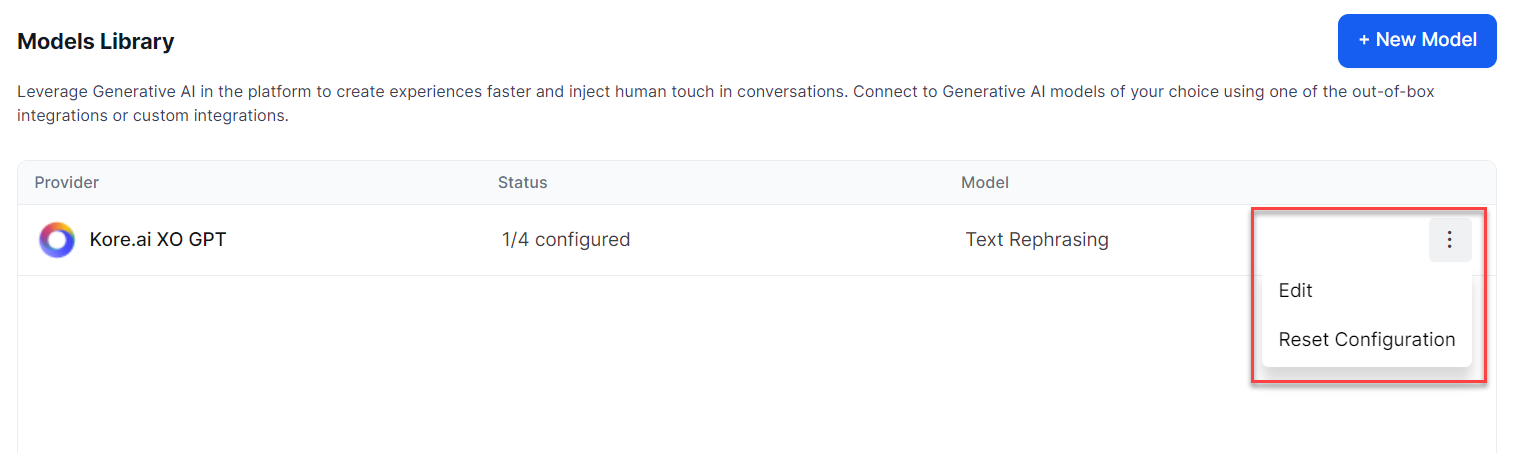 Models Library
+ New Model
Leverage Generative AI in the platform to create experiences faster and inject human touch in conversations. Connect to Generative AI models of your choice using one of the out-of-box
integrations or custom integrations.
Provider Status Model
Kore.ai XO GPT 1/4 configured Text Rephrasing
Edit
Reset Configuration